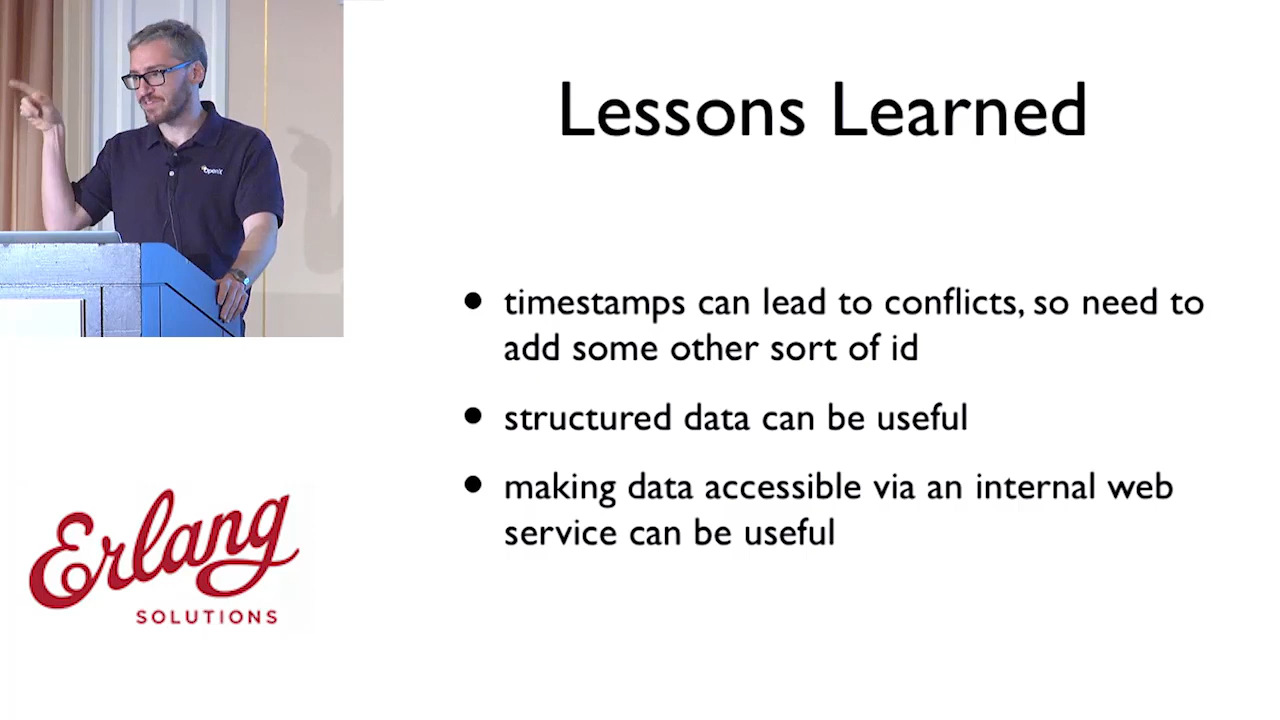 Lessons Learned
OpenX
• timestamps can lead to conflicts, so need to
add some other sort of id
• structured data can be useful
• making data accessible via an internal web
service can be useful
Erlang
SOLUTIONS